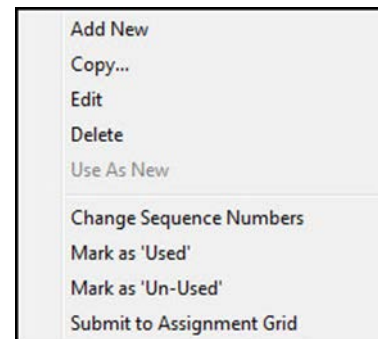 Add New
Copy...
Edit
Delete
Use As New
Change Sequence Numbers
Mark as 'Used'
Mark as 'Un-Used'
Submit to Assignment Grid